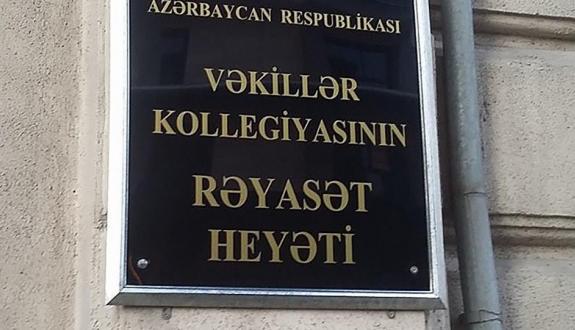 AZƏRBAYCAN RESPUBLİKASI
VƏKİLLƏR
KOLLEGİYASININ
RƏYASƏT
HEYƏTİ